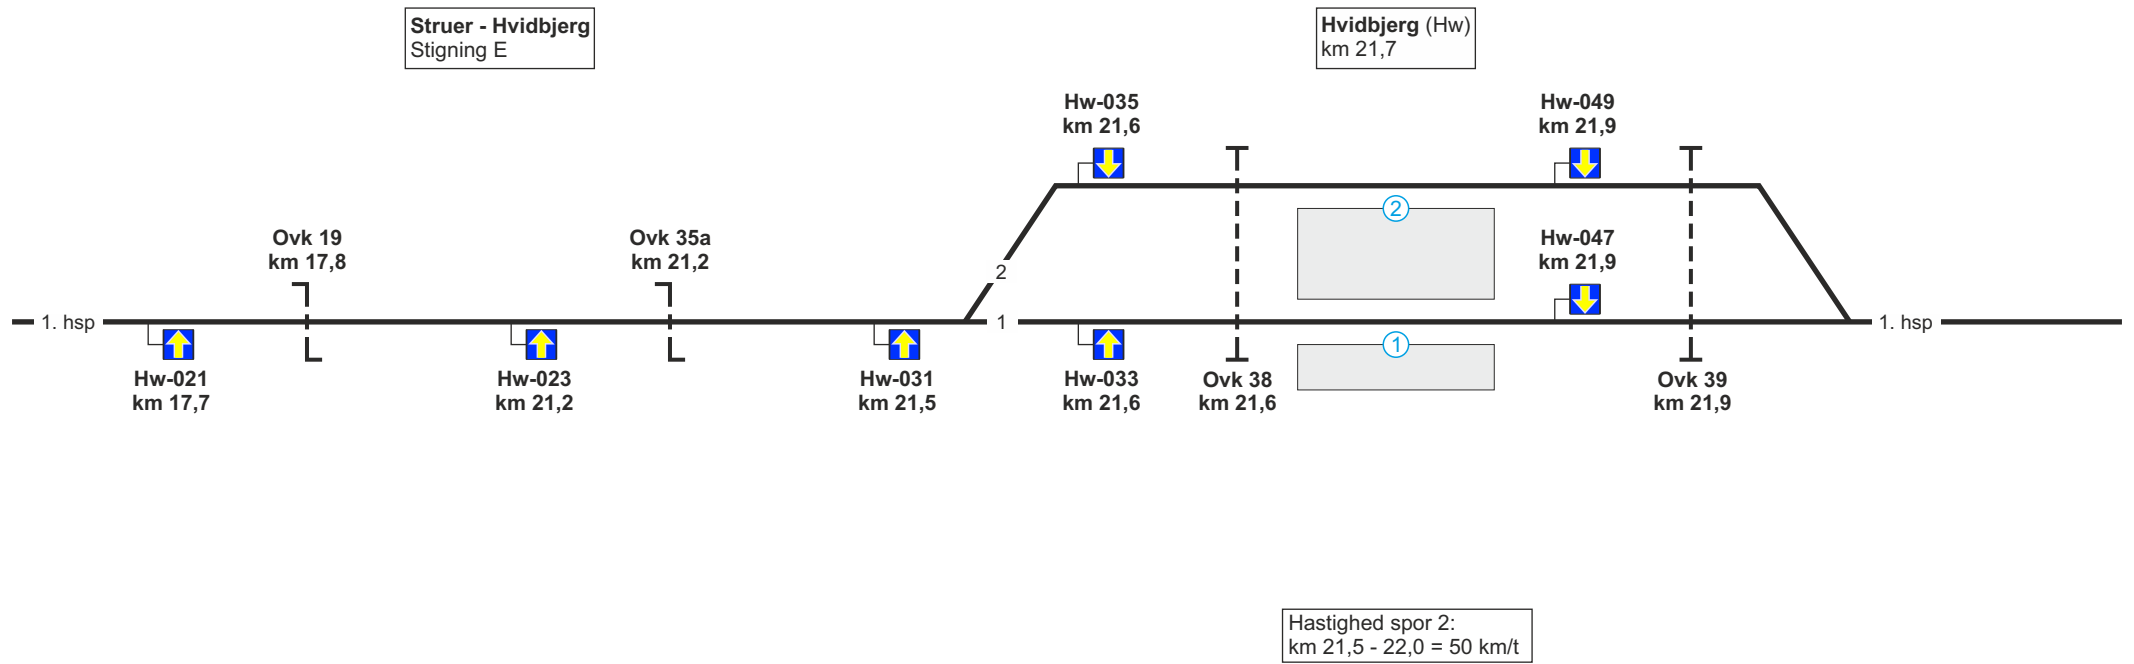 Struer - Hvidbjerg
Stigning E
Hvidbjerg (Hw)
km 21,7
Hw-035
km 21,6
Hw-049
km 21,9
2
Ovk 19
km 17,8
Ovk 35a
km 21,2
Hw-047
km 21,9
2
1. hsp
1
1. hsp
1
Hw-021
km 17,7
Hw-023
km 21,2
Hw-031
km 21,5
Hw-033
km 21,6
Ovk 38
km 21,6
Ovk 39
km 21,9
Hastighed spor 2:
km 21,5 - 22,0 = 50 km/t